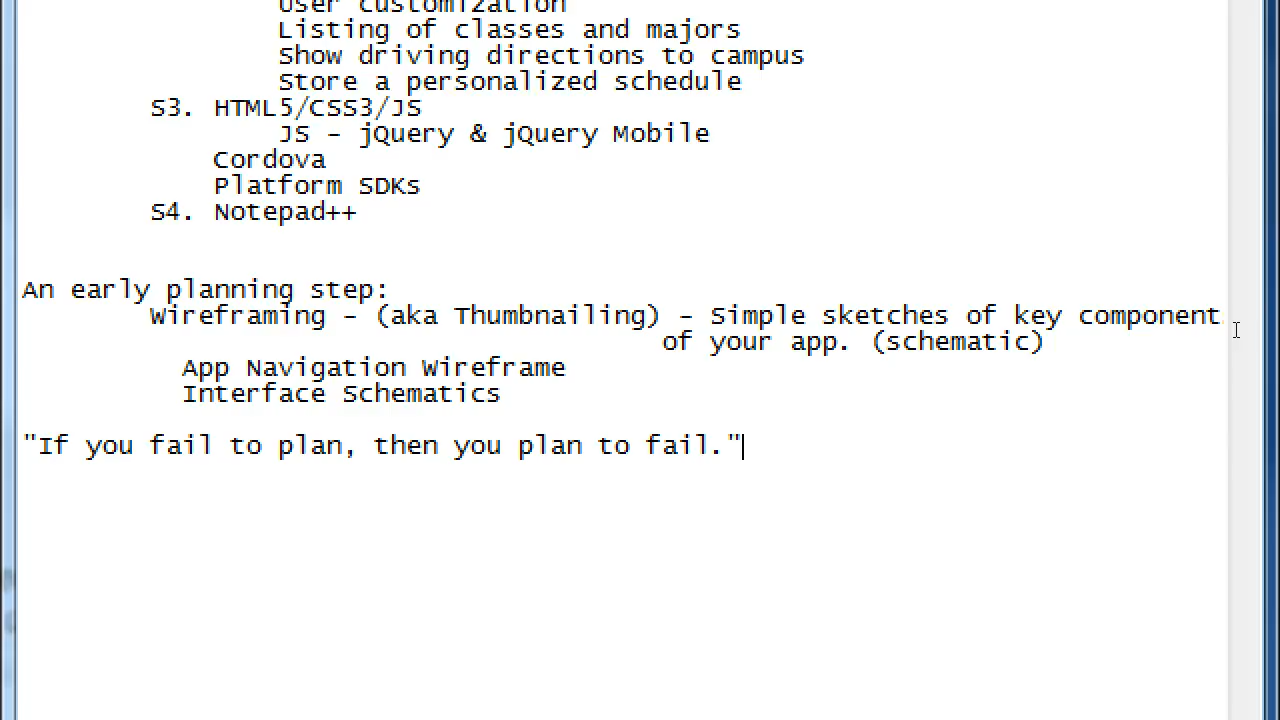 User customization
Listing of classes and majors
Show driving directions to campus
Store a personalized schedule
S3. HTML5/CSS3/JS
JS - jQuery & jQuery Mobile
Cordova
Platform SDKs
S4. Notepad++
An early planning step:
Wireframing - (aka Thumbnailing) - Simple sketches of key component
of your app. (schematic)
App Navigation Wireframe
Interface Schematics
"If you fail to plan, then you plan to fail."